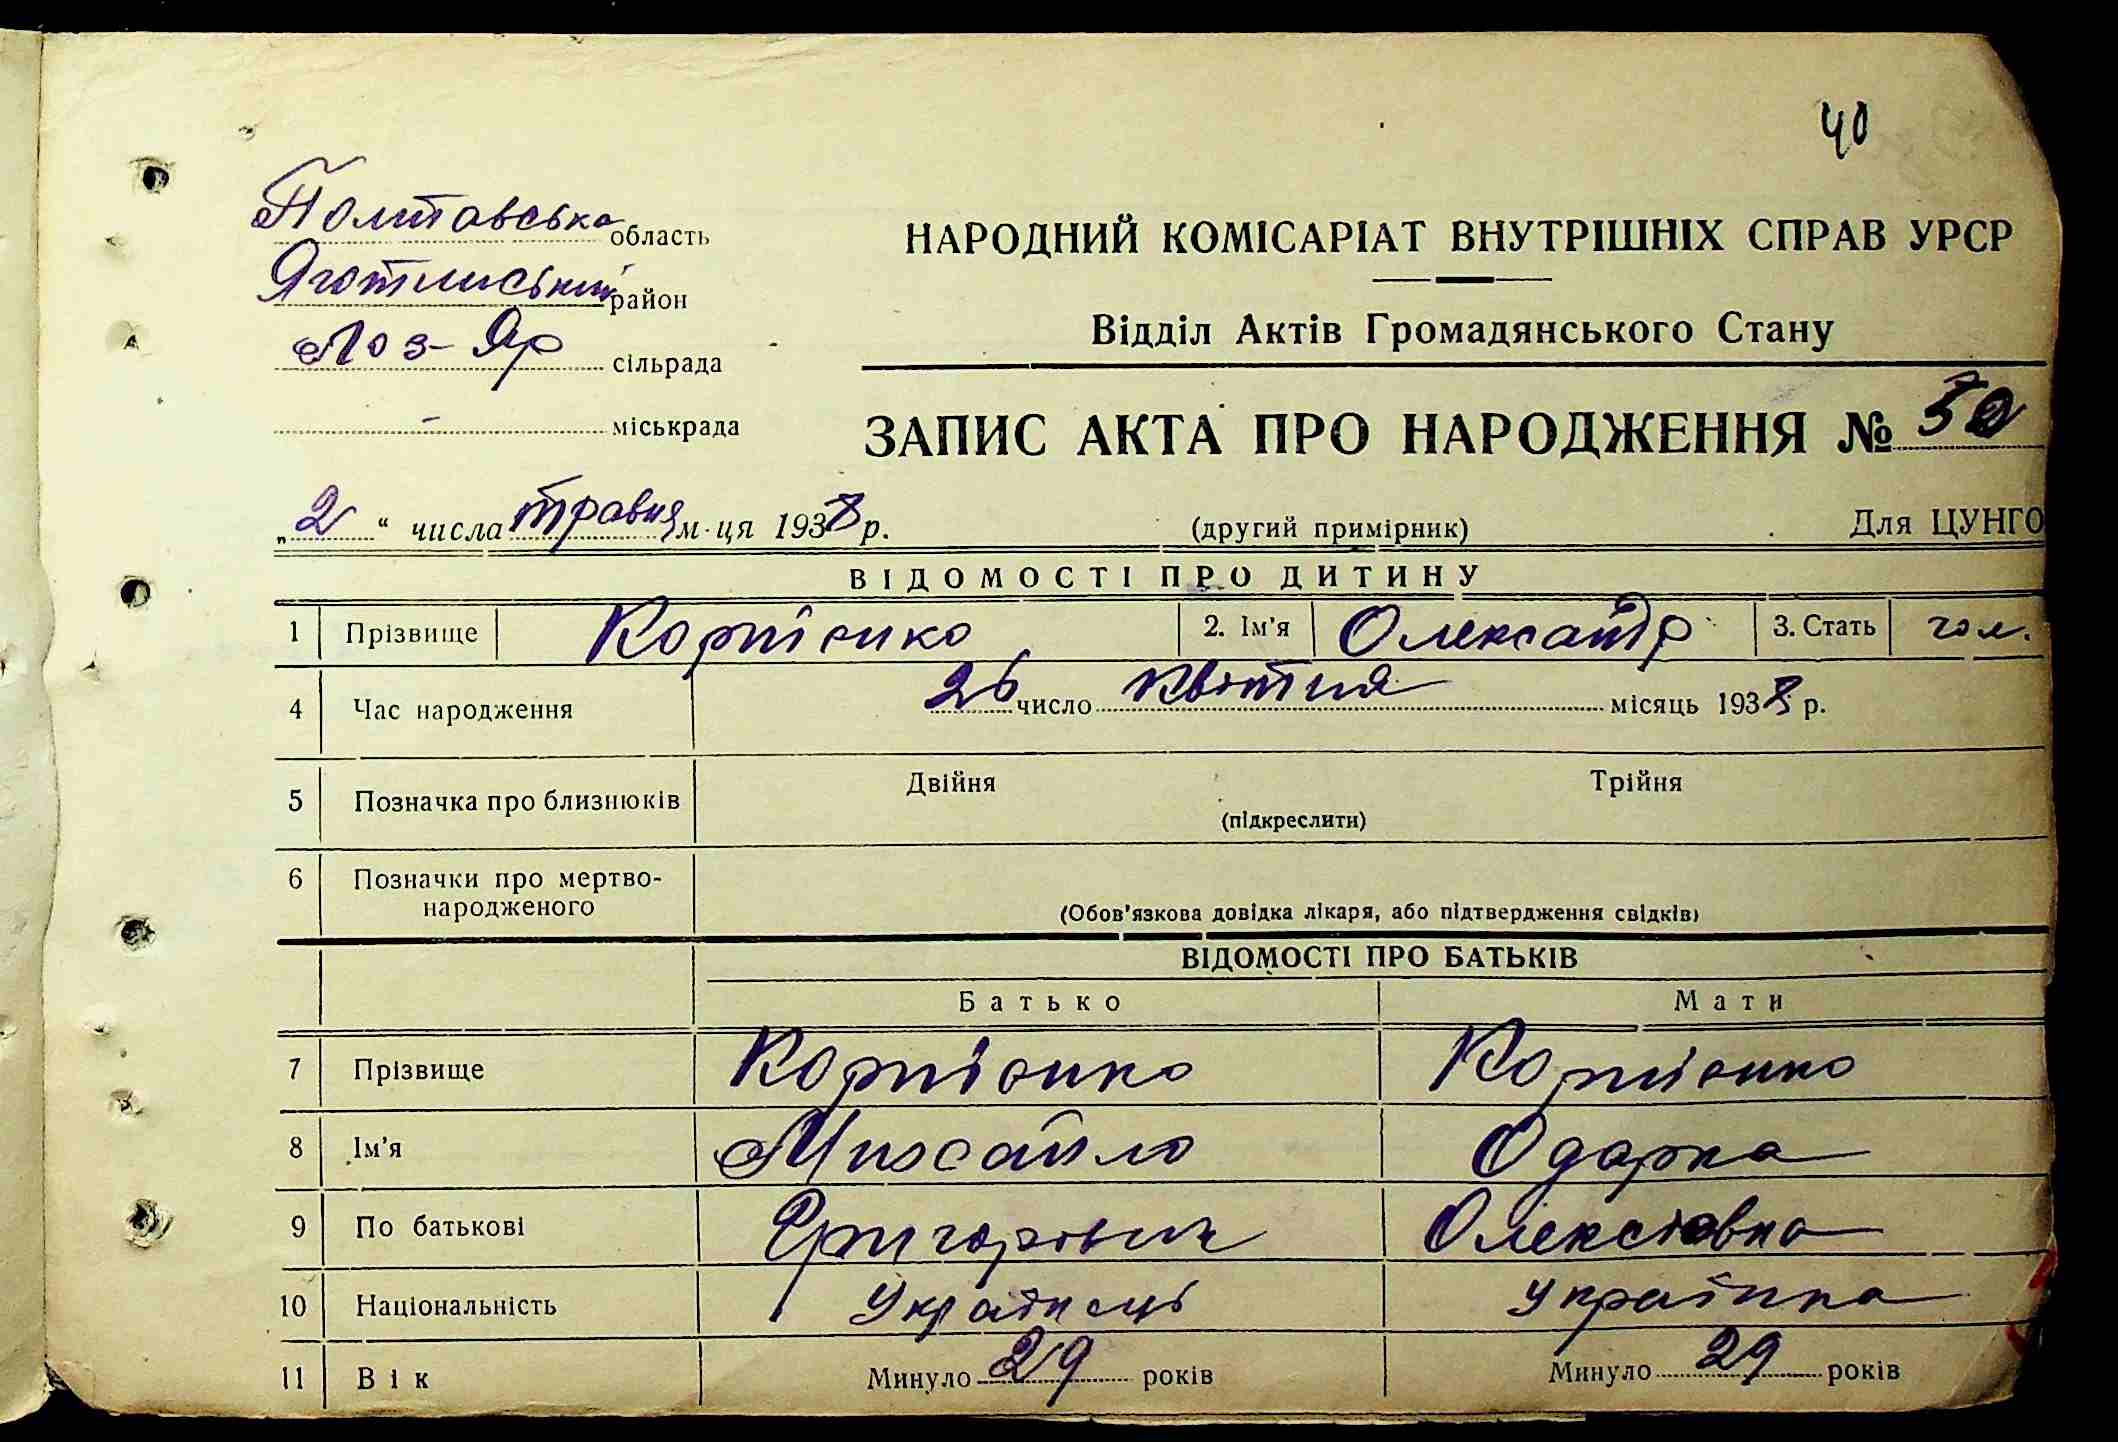 40
Полтавська область
Яготинський район
Лоз-Яр сільрада
- міськрада
НАРОДНИЙ КОМІСАРІАТ ВНУТРІШНІХ СПРАВ УРСР
Відділ Актів Громадянського Стану
ЗАПИС АКТА ПРО НАРОДЖЕННЯ № 50
„2“ числа травня м-ця 1938 р.
(другий примірник)
Для ЦУНГО
ВІДОМОСТІ ПРО ДИТИНУ
1 Прізвище Корпієнко 2. Ім'я Олександр 3. Стать чол.
4 Час народження 26 число квітня місяць 1938 р.
5 Позначка про близнюків Двійня Трійня
(підкреслити)
6 Позначки про мертво-
народженого
(Обов'язкова довідка лікаря, або підтвердження свідків)
ВІДОМОСТІ ПРО БАТЬКІВ
Батько Мати
7 Прізвище Корпієнко Корпієнко
8 Ім'я Михайло Одарка
9 По батькові Григорович Олексіевна
10 Національність Українець Українка
11 Вік Минуло 29 років Минуло 29 років